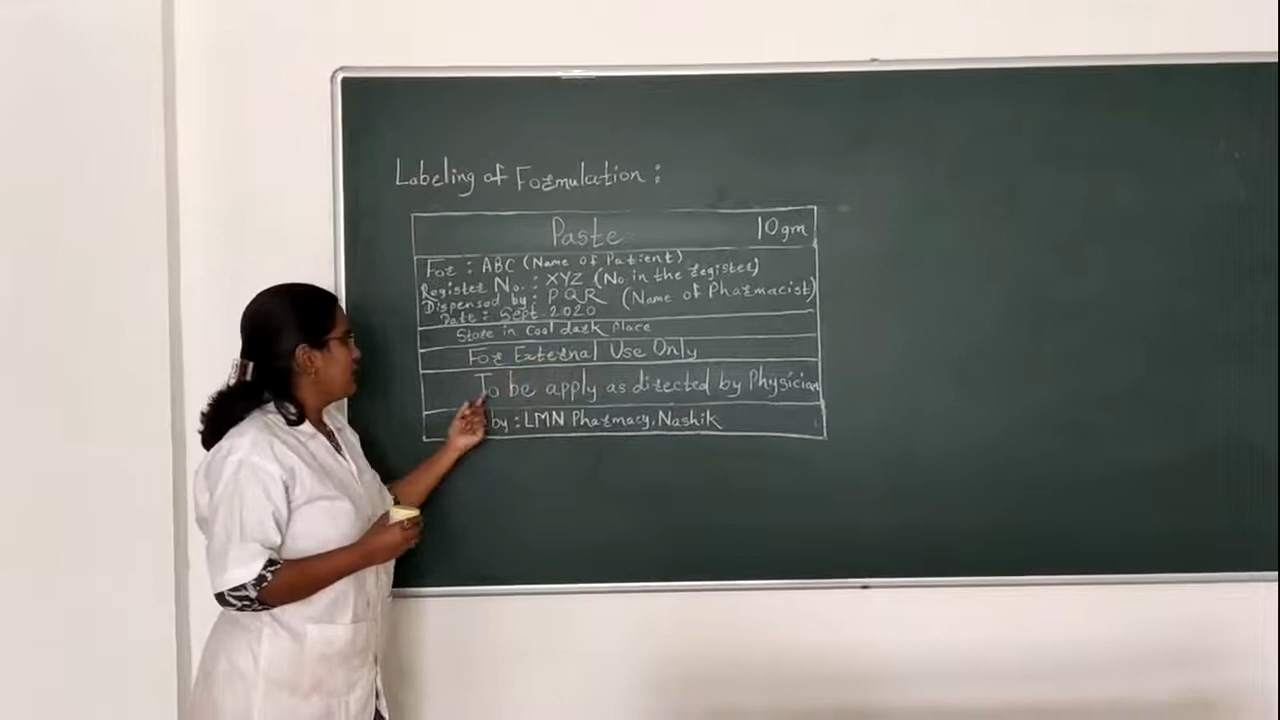 Labeling of Formulation :
Paste 10 gm
For : ABC (Name of Patient)
Register No. : XYZ (No. in the register)
Dispensed by : PQR (Name of Pharmacist)
Date : Sept. 2020
Store in Cool dark place
For External Use Only
To be apply as directed by Physician
by : LMN Pharmacy, Nashik